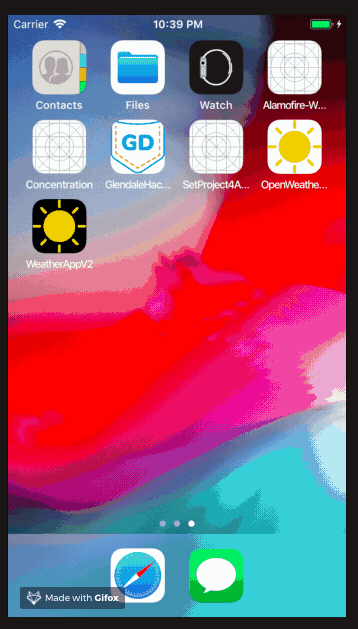 Carrier 10:39 PM
Contacts Files Watch Alamofire-W...
GD
Concentration GlendaleHac... SetProject4A... OpenWeathe...
WeatherAppV2
Made with Gifox